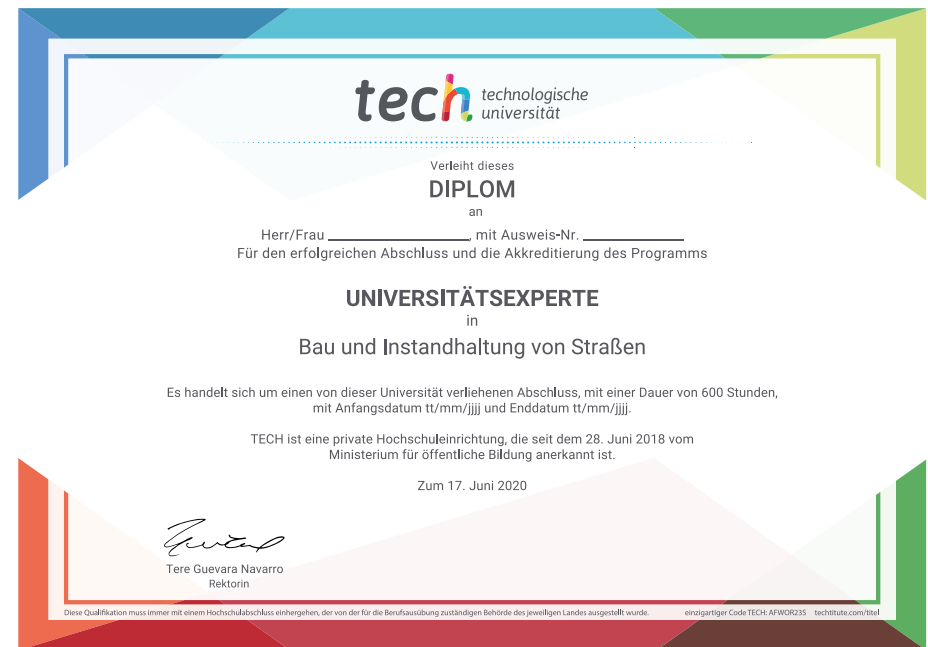 tech technologische
universität
Verleiht dieses
DIPLOM
an
Herr/Frau ____________________, mit Ausweis-Nr. ______________
Für den erfolgreichen Abschluss und die Akkreditierung des Programms
UNIVERSITÄTSEXPERTE
in
Bau und Instandhaltung von Straßen
Es handelt sich um einen von dieser Universität verliehenen Abschluss, mit einer Dauer von 600 Stunden,
mit Anfangsdatum tt/mm/jjjj und Enddatum tt/mm/jjjj.
TECH ist eine private Hochschuleinrichtung, die seit dem 28. Juni 2018 vom
Ministerium für öffentliche Bildung anerkannt ist.
Zum 17. Juni 2020
Tere Guevara Navarro
Rektorin
Diese Qualifikation muss immer mit einem Hochschulabschluss einhergehen, der von der für die Berufsausübung zuständigen Behörde des jeweiligen Landes ausgestellt wurde. einzigartiger Code TECH: AFWOR23S techtitute.com/titel